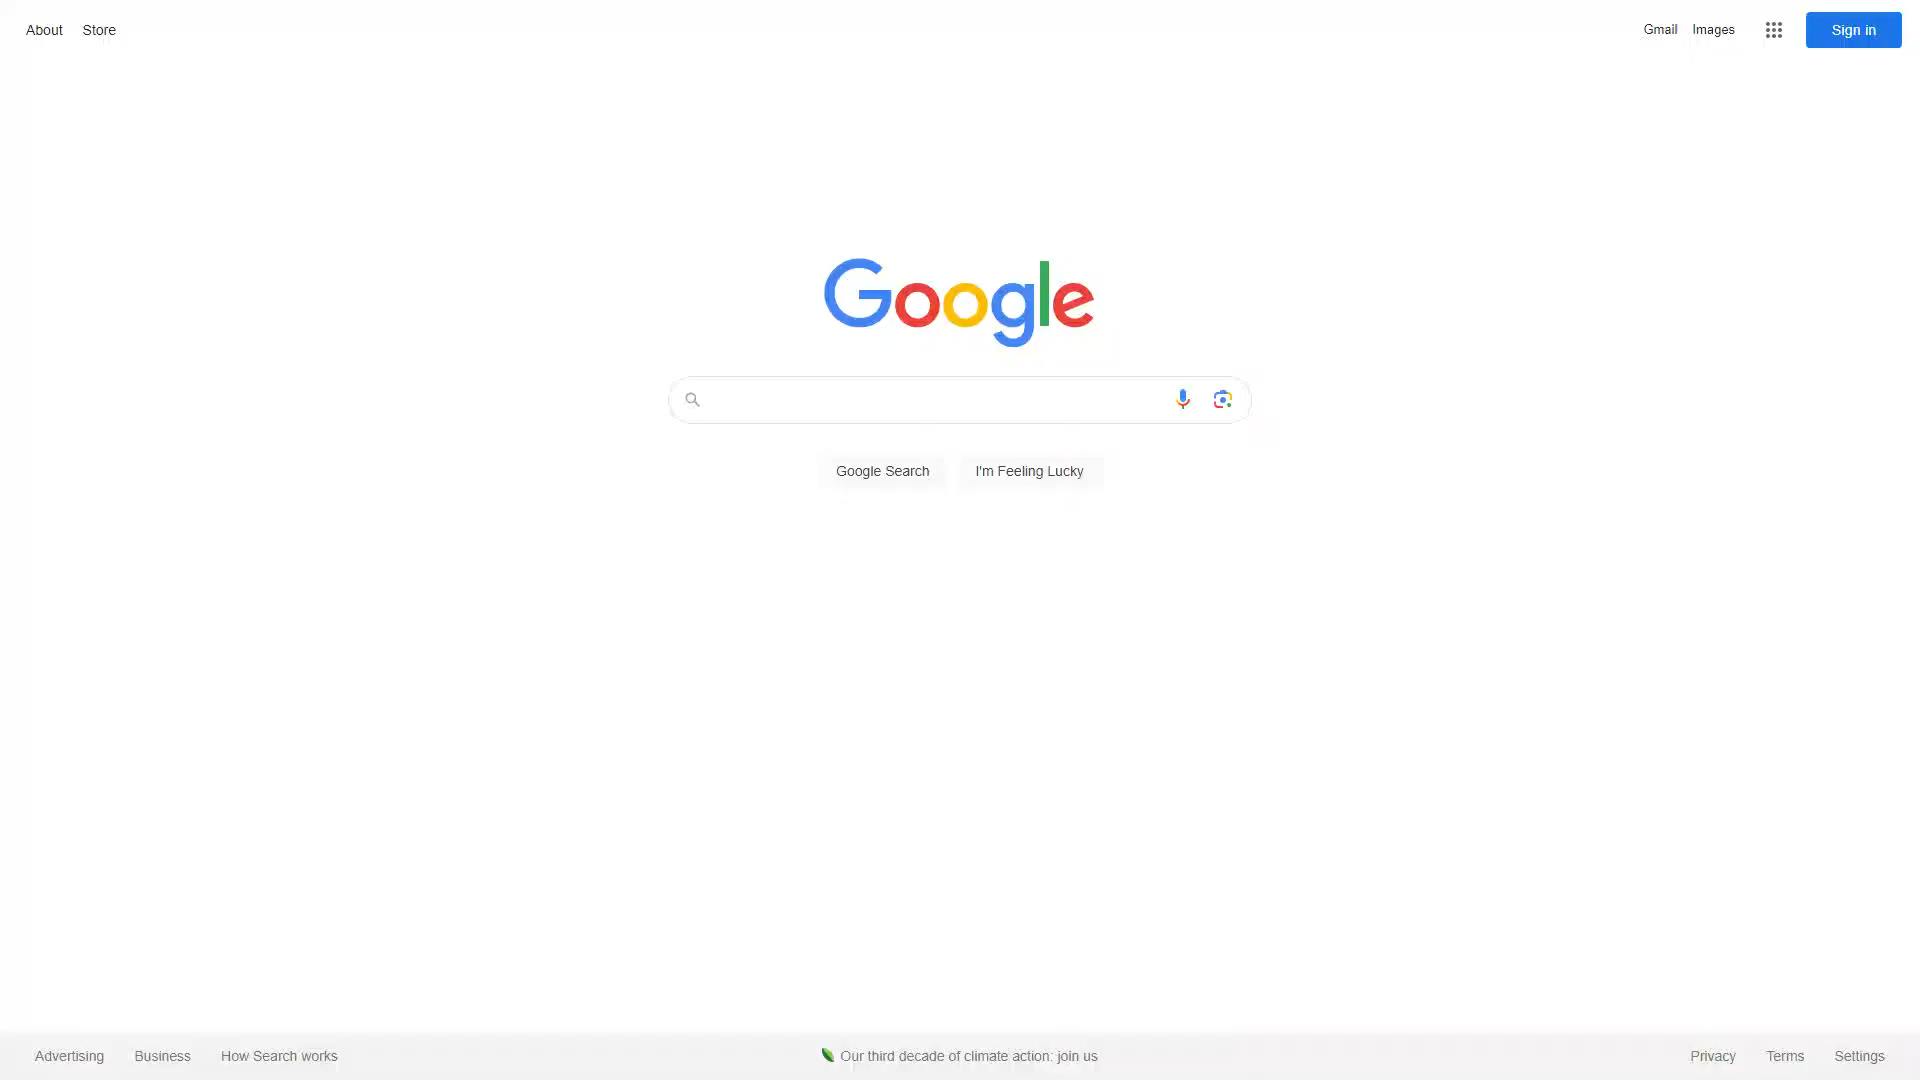 About Store Gmail Images Sign in
Google
Google Search I'm Feeling Lucky
Advertising Business How Search works Our third decade of climate action: join us Privacy Terms Settings